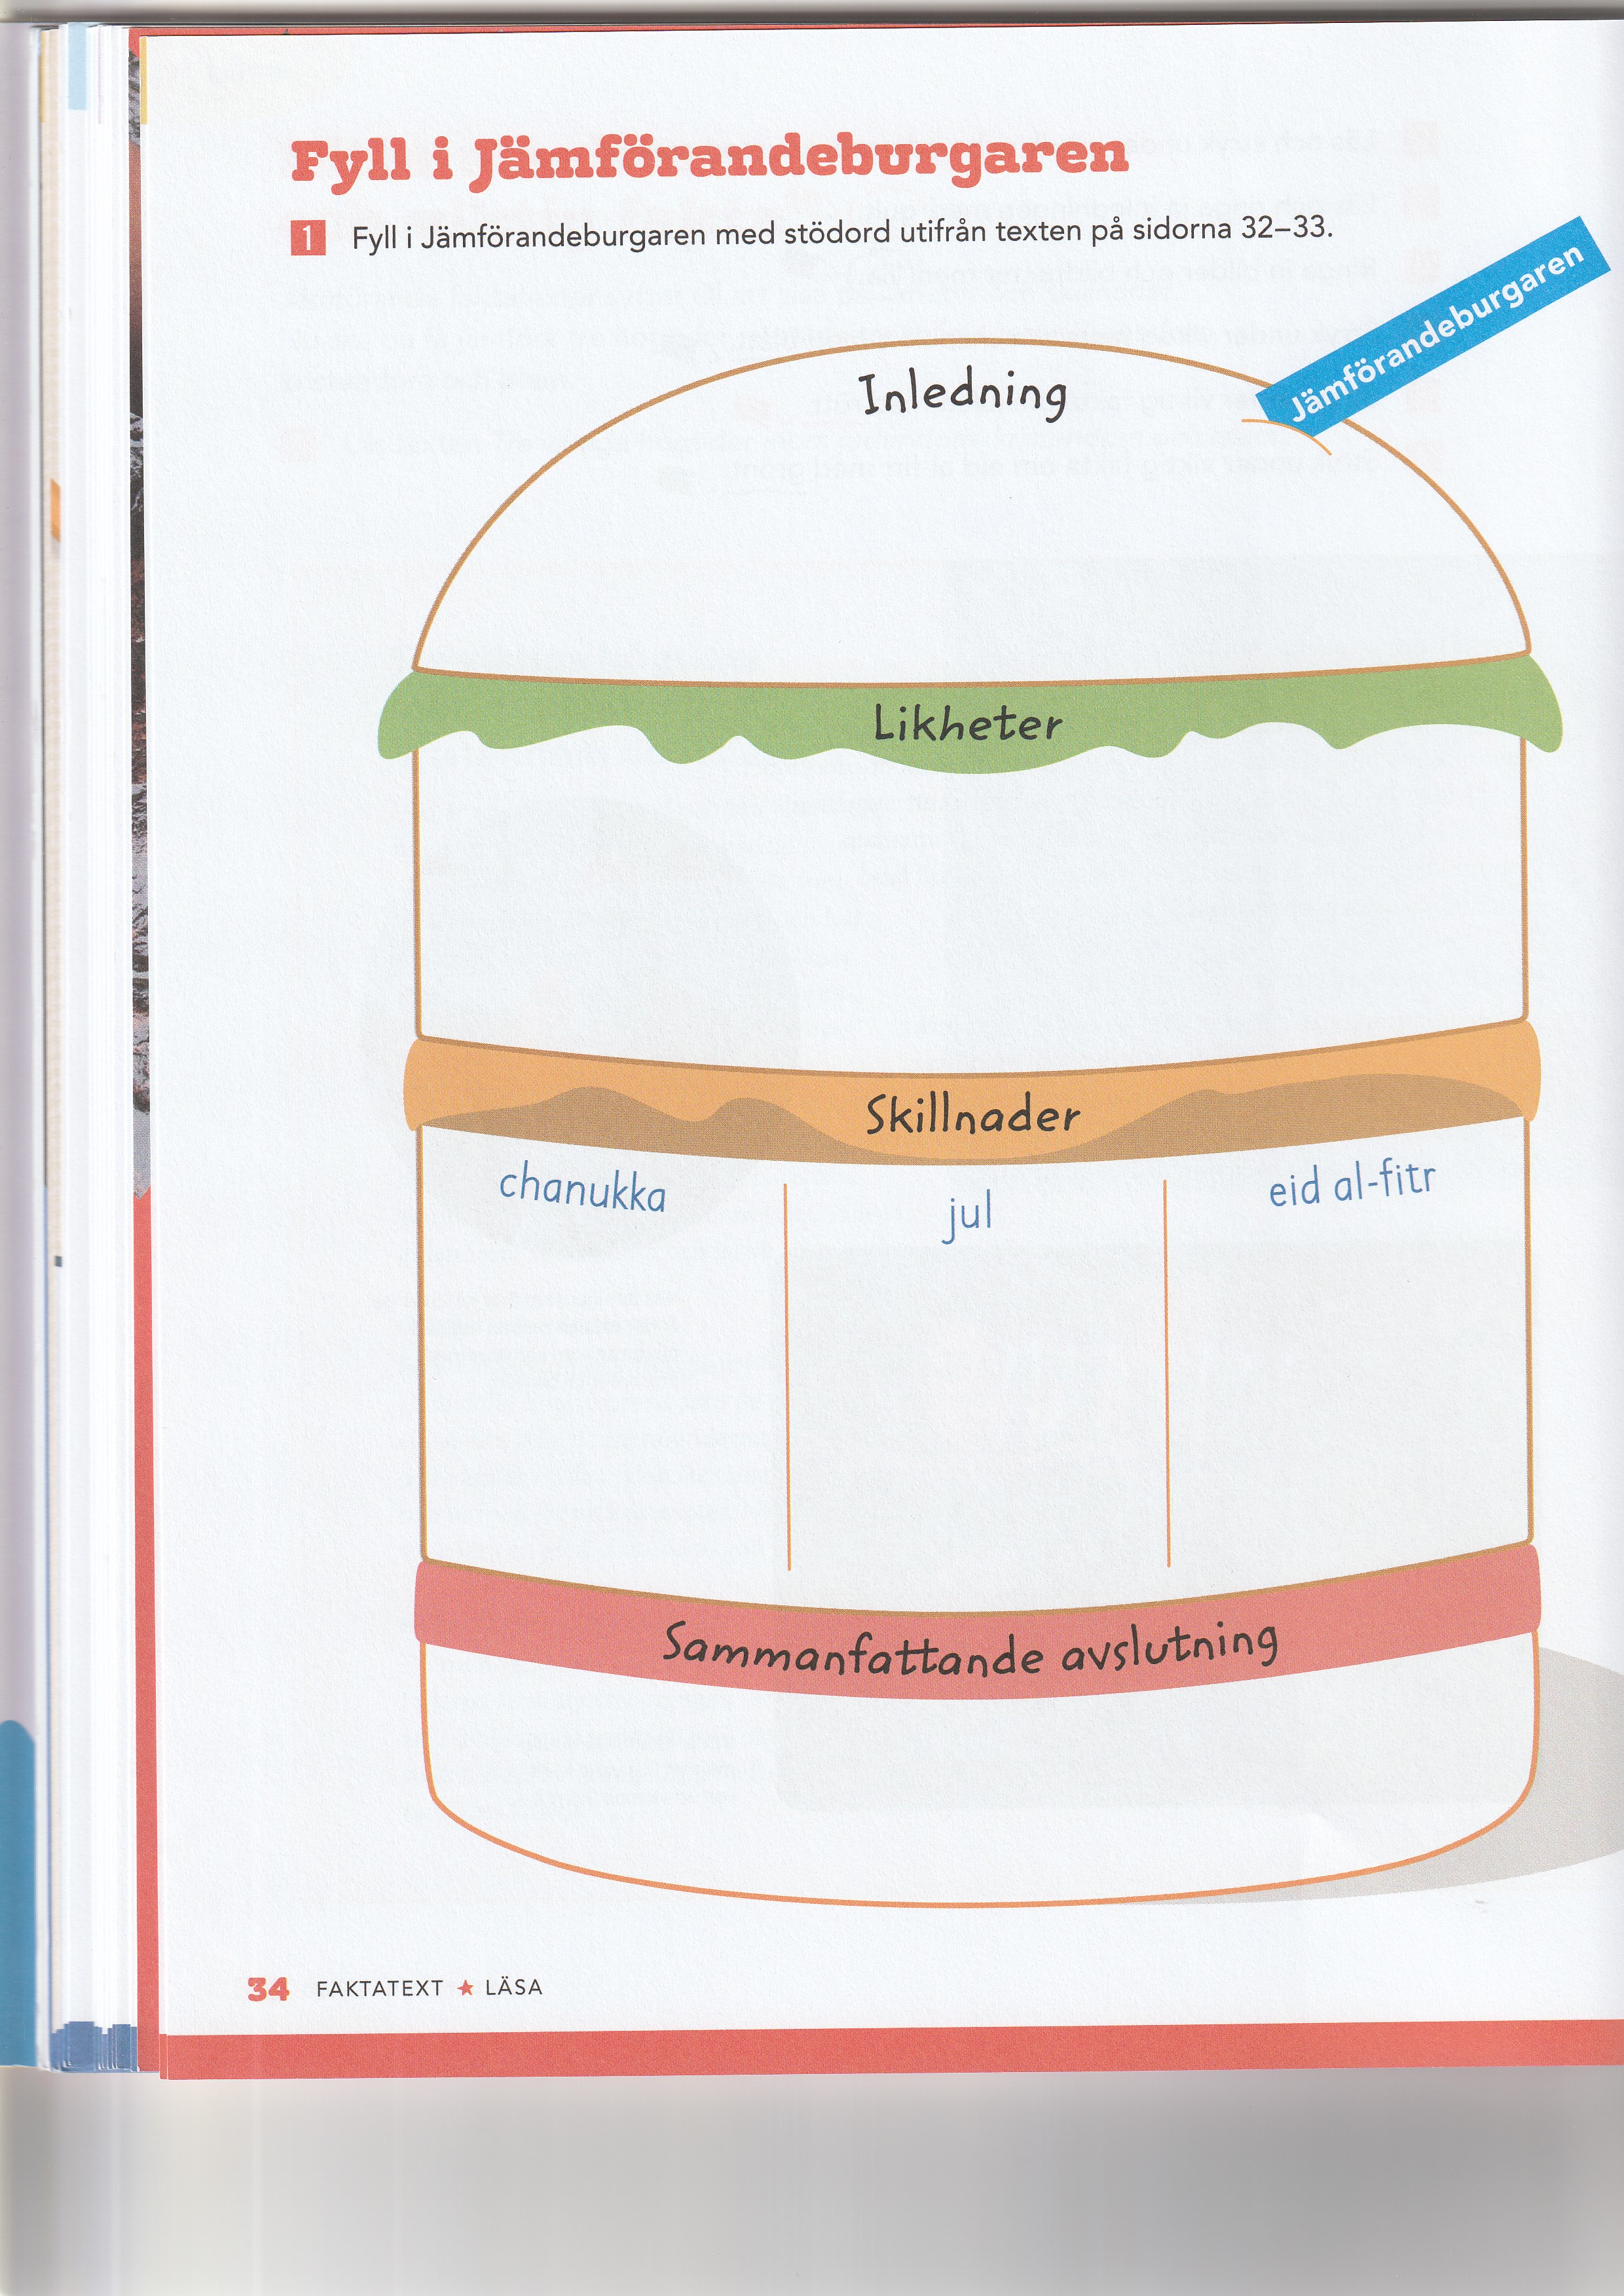 Fyll i Jämförandeburgaren
1 Fyll i Jämförandeburgaren med stödord utifrån texten på sidorna 32–33.
Jämförandeburgaren
Inledning
Likheter
Skillnader
chanukka
jul
eid al-fitr
Sammanfattande avslutning
34 FAKTATEXT ★ LÄSA